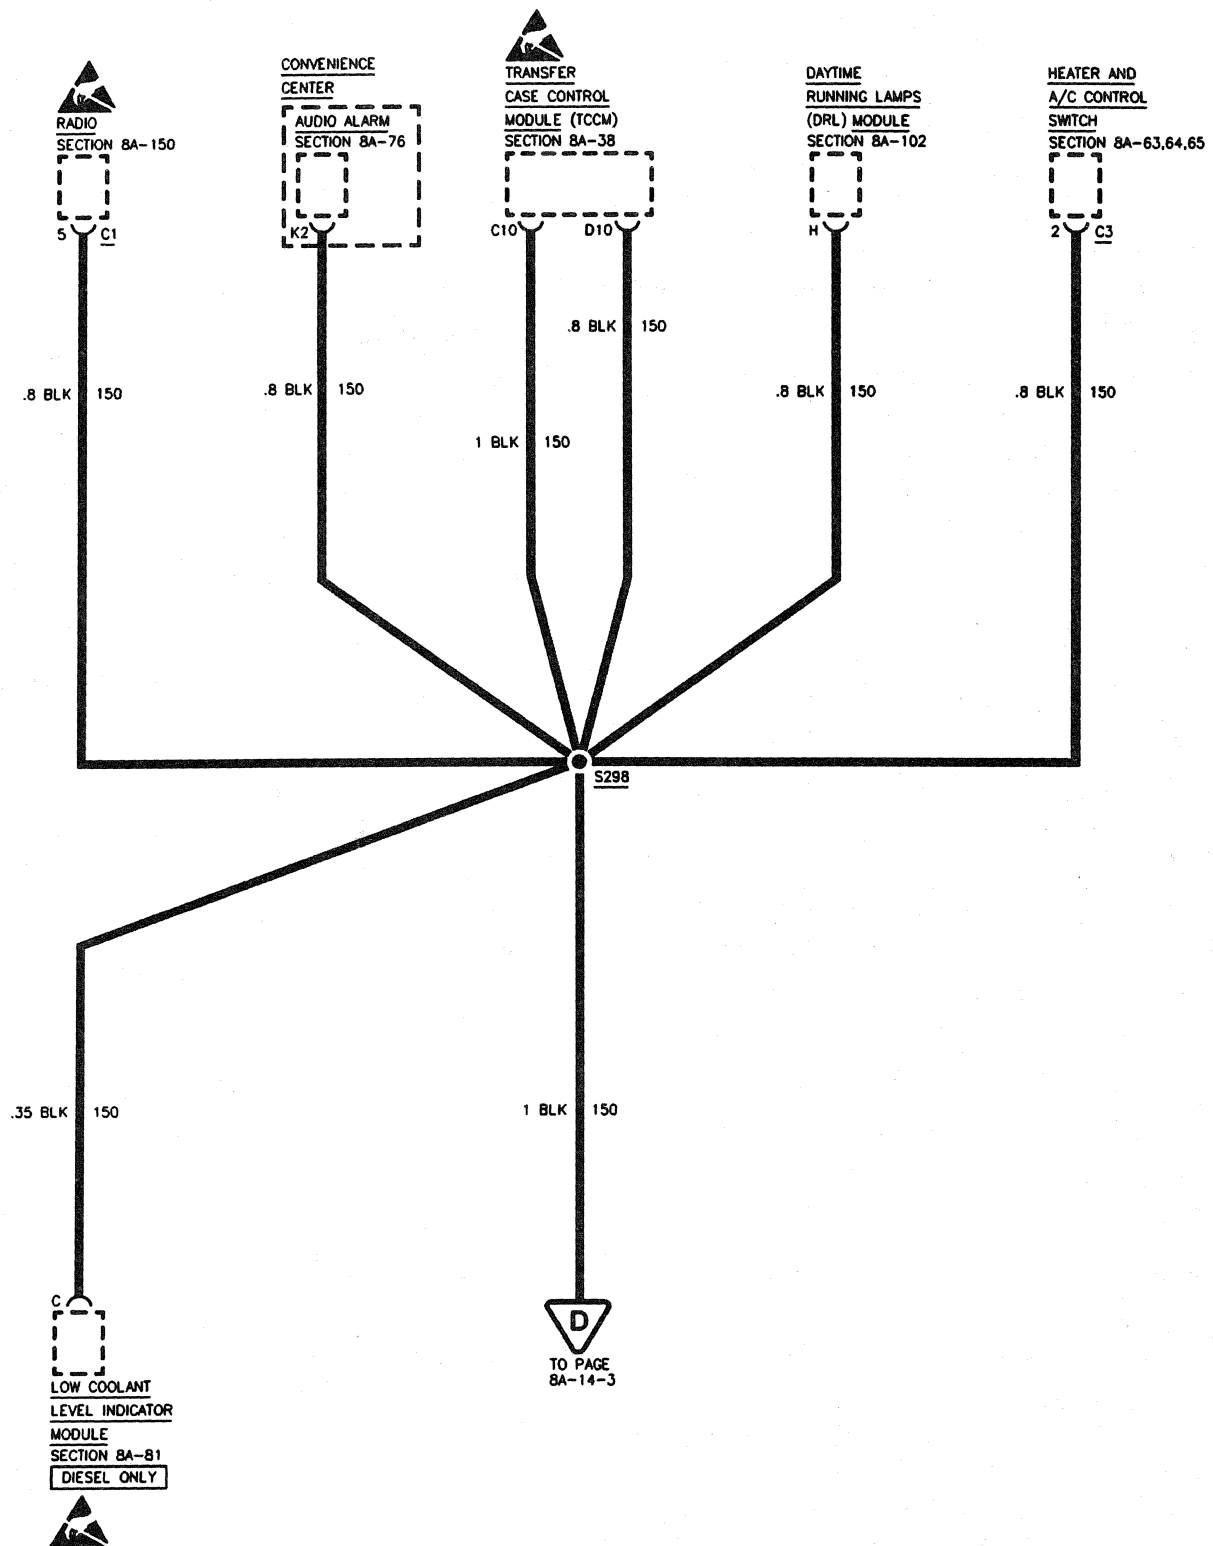 RADIO
SECTION 8A-150
5 C1
CONVENIENCE
CENTER
AUDIO ALARM
SECTION 8A-76
K2
TRANSFER
CASE CONTROL
MODULE (TCCM)
SECTION 8A-38
C10 D10
DAYTIME
RUNNING LAMPS
(DRL) MODULE
SECTION 8A-102
H
HEATER AND
A/C CONTROL
SWITCH
SECTION 8A-63,64,65
2 C3
.8 BLK 150
.8 BLK 150
1 BLK 150
.8 BLK 150
.8 BLK 150
.8 BLK 150
S298
.35 BLK 150
1 BLK 150
C
LOW COOLANT
LEVEL INDICATOR
MODULE
SECTION 8A-81
DIESEL ONLY
D
TO PAGE
8A-14-3